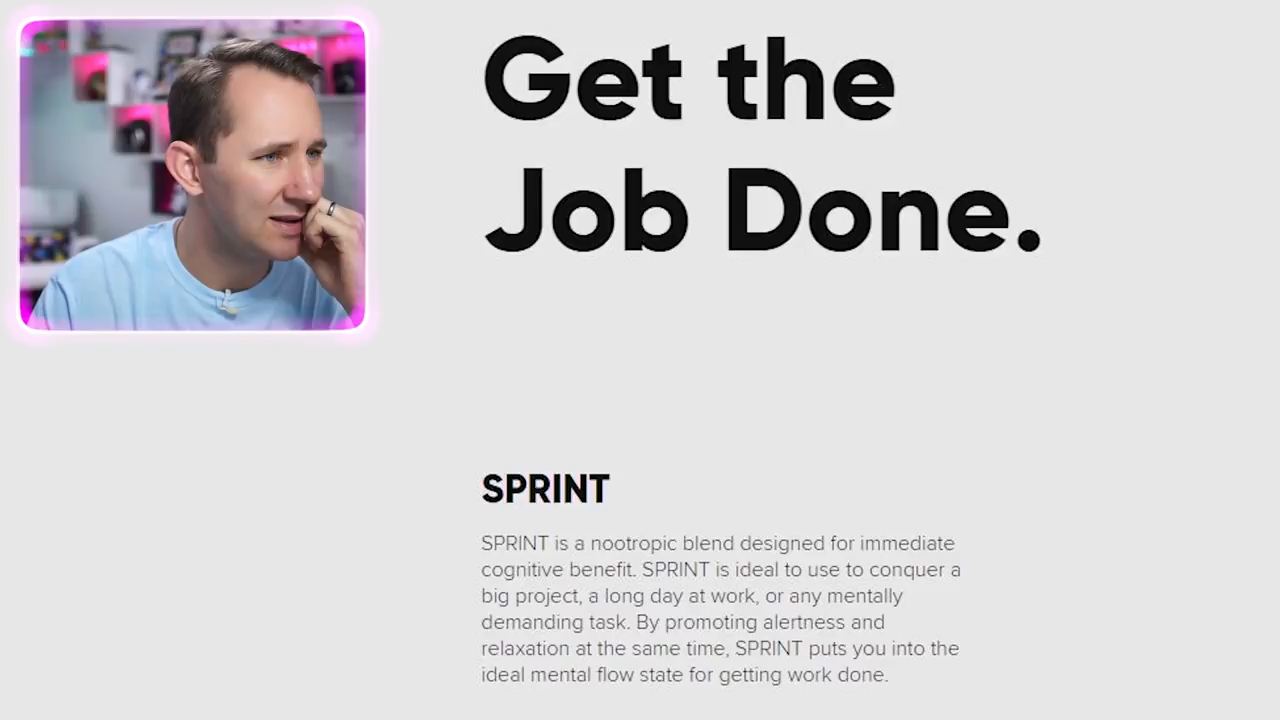 Get the
Job Done.
SPRINT
SPRINT is a nootropic blend designed for immediate
cognitive benefit. SPRINT is ideal to use to conquer a
big project, a long day at work, or any mentally
demanding task. By promoting alertness and
relaxation at the same time, SPRINT puts you into the
ideal mental flow state for getting work done.